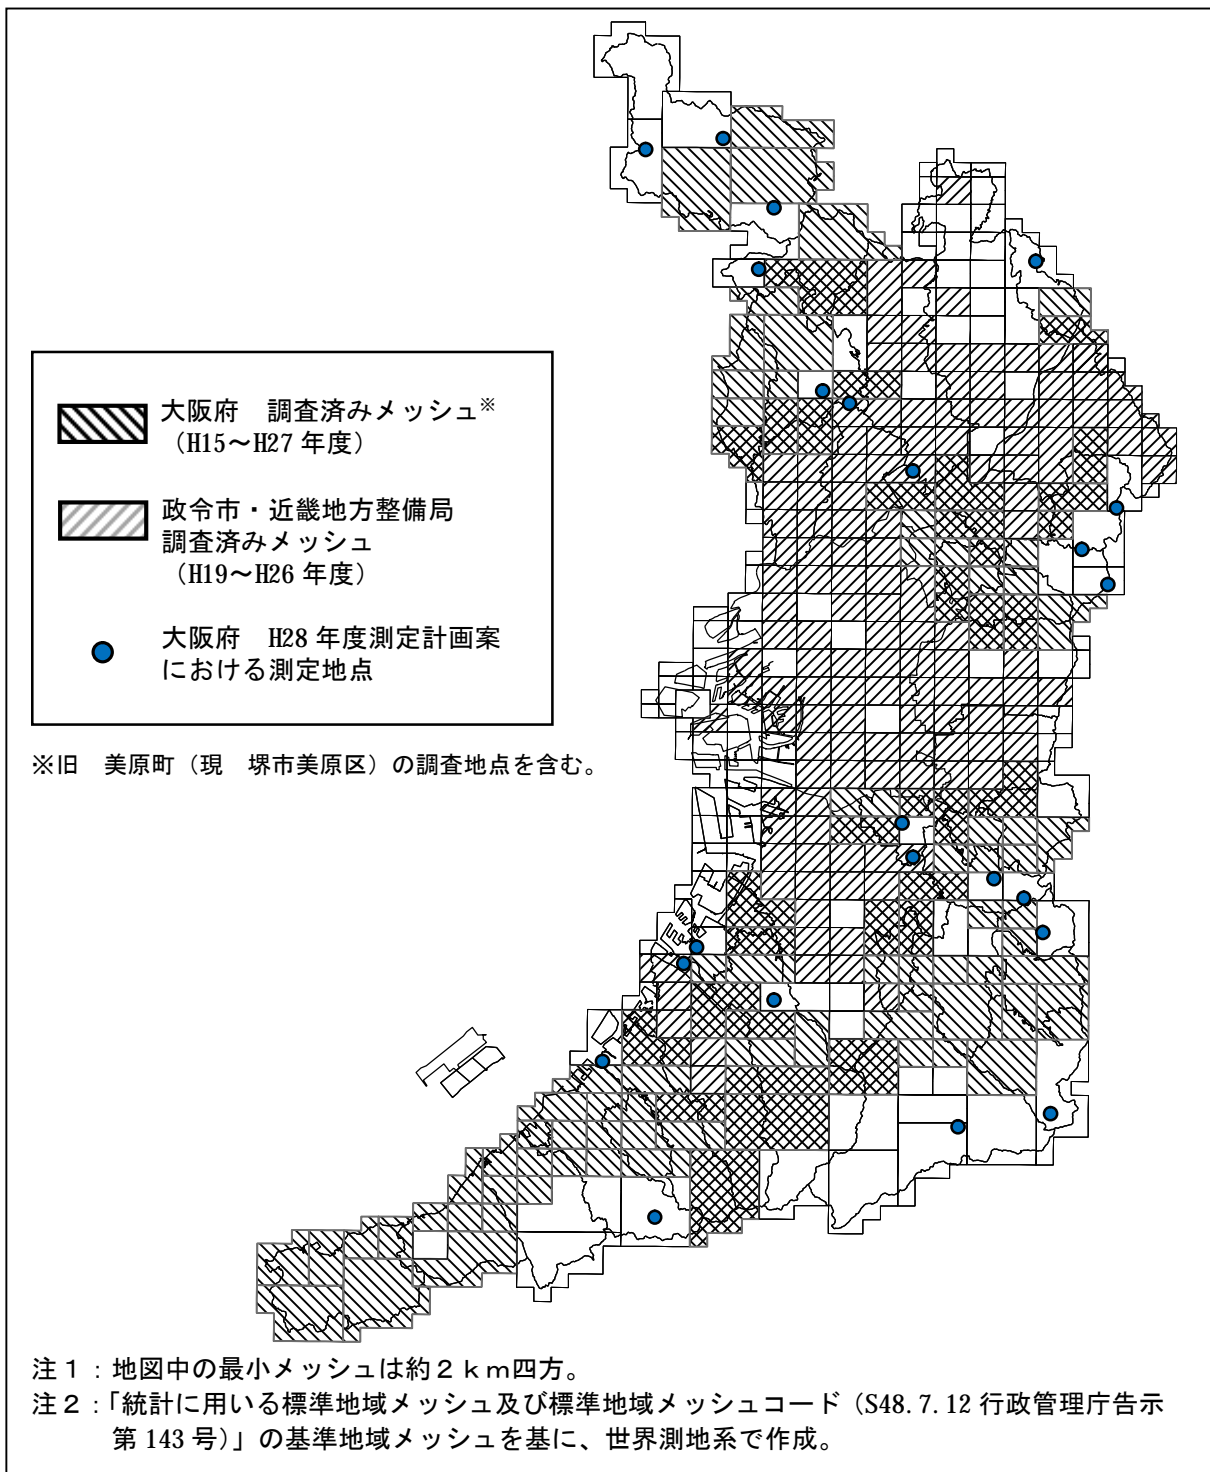 大阪府　調査済みメッシュ※
（H15～H27 年度）
政令市・近畿地方整備局
調査済みメッシュ
（H19～H26 年度）
大阪府　H28 年度測定計画案
における測定地点
※旧　美原町（現　堺市美原区）の調査地点を含む。
注１：地図中の最小メッシュは約２ｋｍ四方。
注２：「統計に用いる標準地域メッシュ及び標準地域メッシュコード（S48.7.12 行政管理庁告示
第 143 号）」の基準地域メッシュを基に、世界測地系で作成。